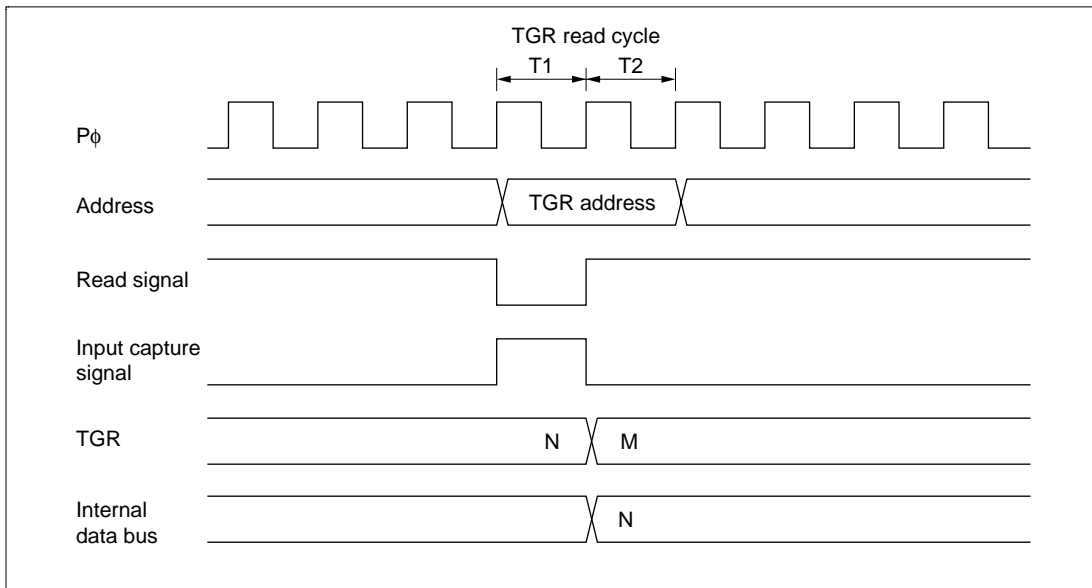 TGR read cycle
T1
T2
Pϕ
Address
TGR address
Read signal
Input capture
signal
TGR
N
M
Internal
data bus
N